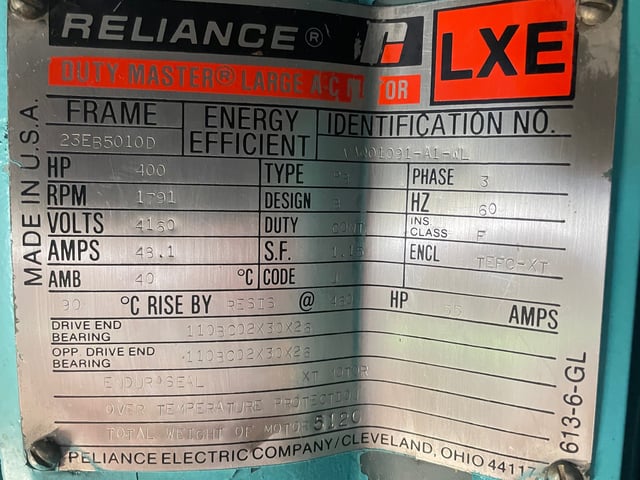 RELIANCE®
DUTY MASTER® LARGE A-C MOTOR
LXE
MADE IN U.S.A.
FRAME
23EB5010D
ENERGY EFFICIENT
IDENTIFICATION NO.
HP 400 TYPE PHASE 3
RPM 1791 DESIGN B HZ 60
VOLTS 4160 DUTY CONT INS. CLASS F
AMPS 48.1 S.F. 1.15 ENCL TEFC-XT
AMB 40 °C CODE
90 °C RISE BY RESIS @ HP AMPS
DRIVE END BEARING 110BC02X30X26
OPP. DRIVE END BEARING 110BC02X30X26
ENDURASEAL XT MOTOR
OVER TEMPERATURE PROTECTION
TOTAL WEIGHT OF MOTOR 5120
RELIANCE ELECTRIC COMPANY/CLEVELAND, OHIO 44117
613-6-GL